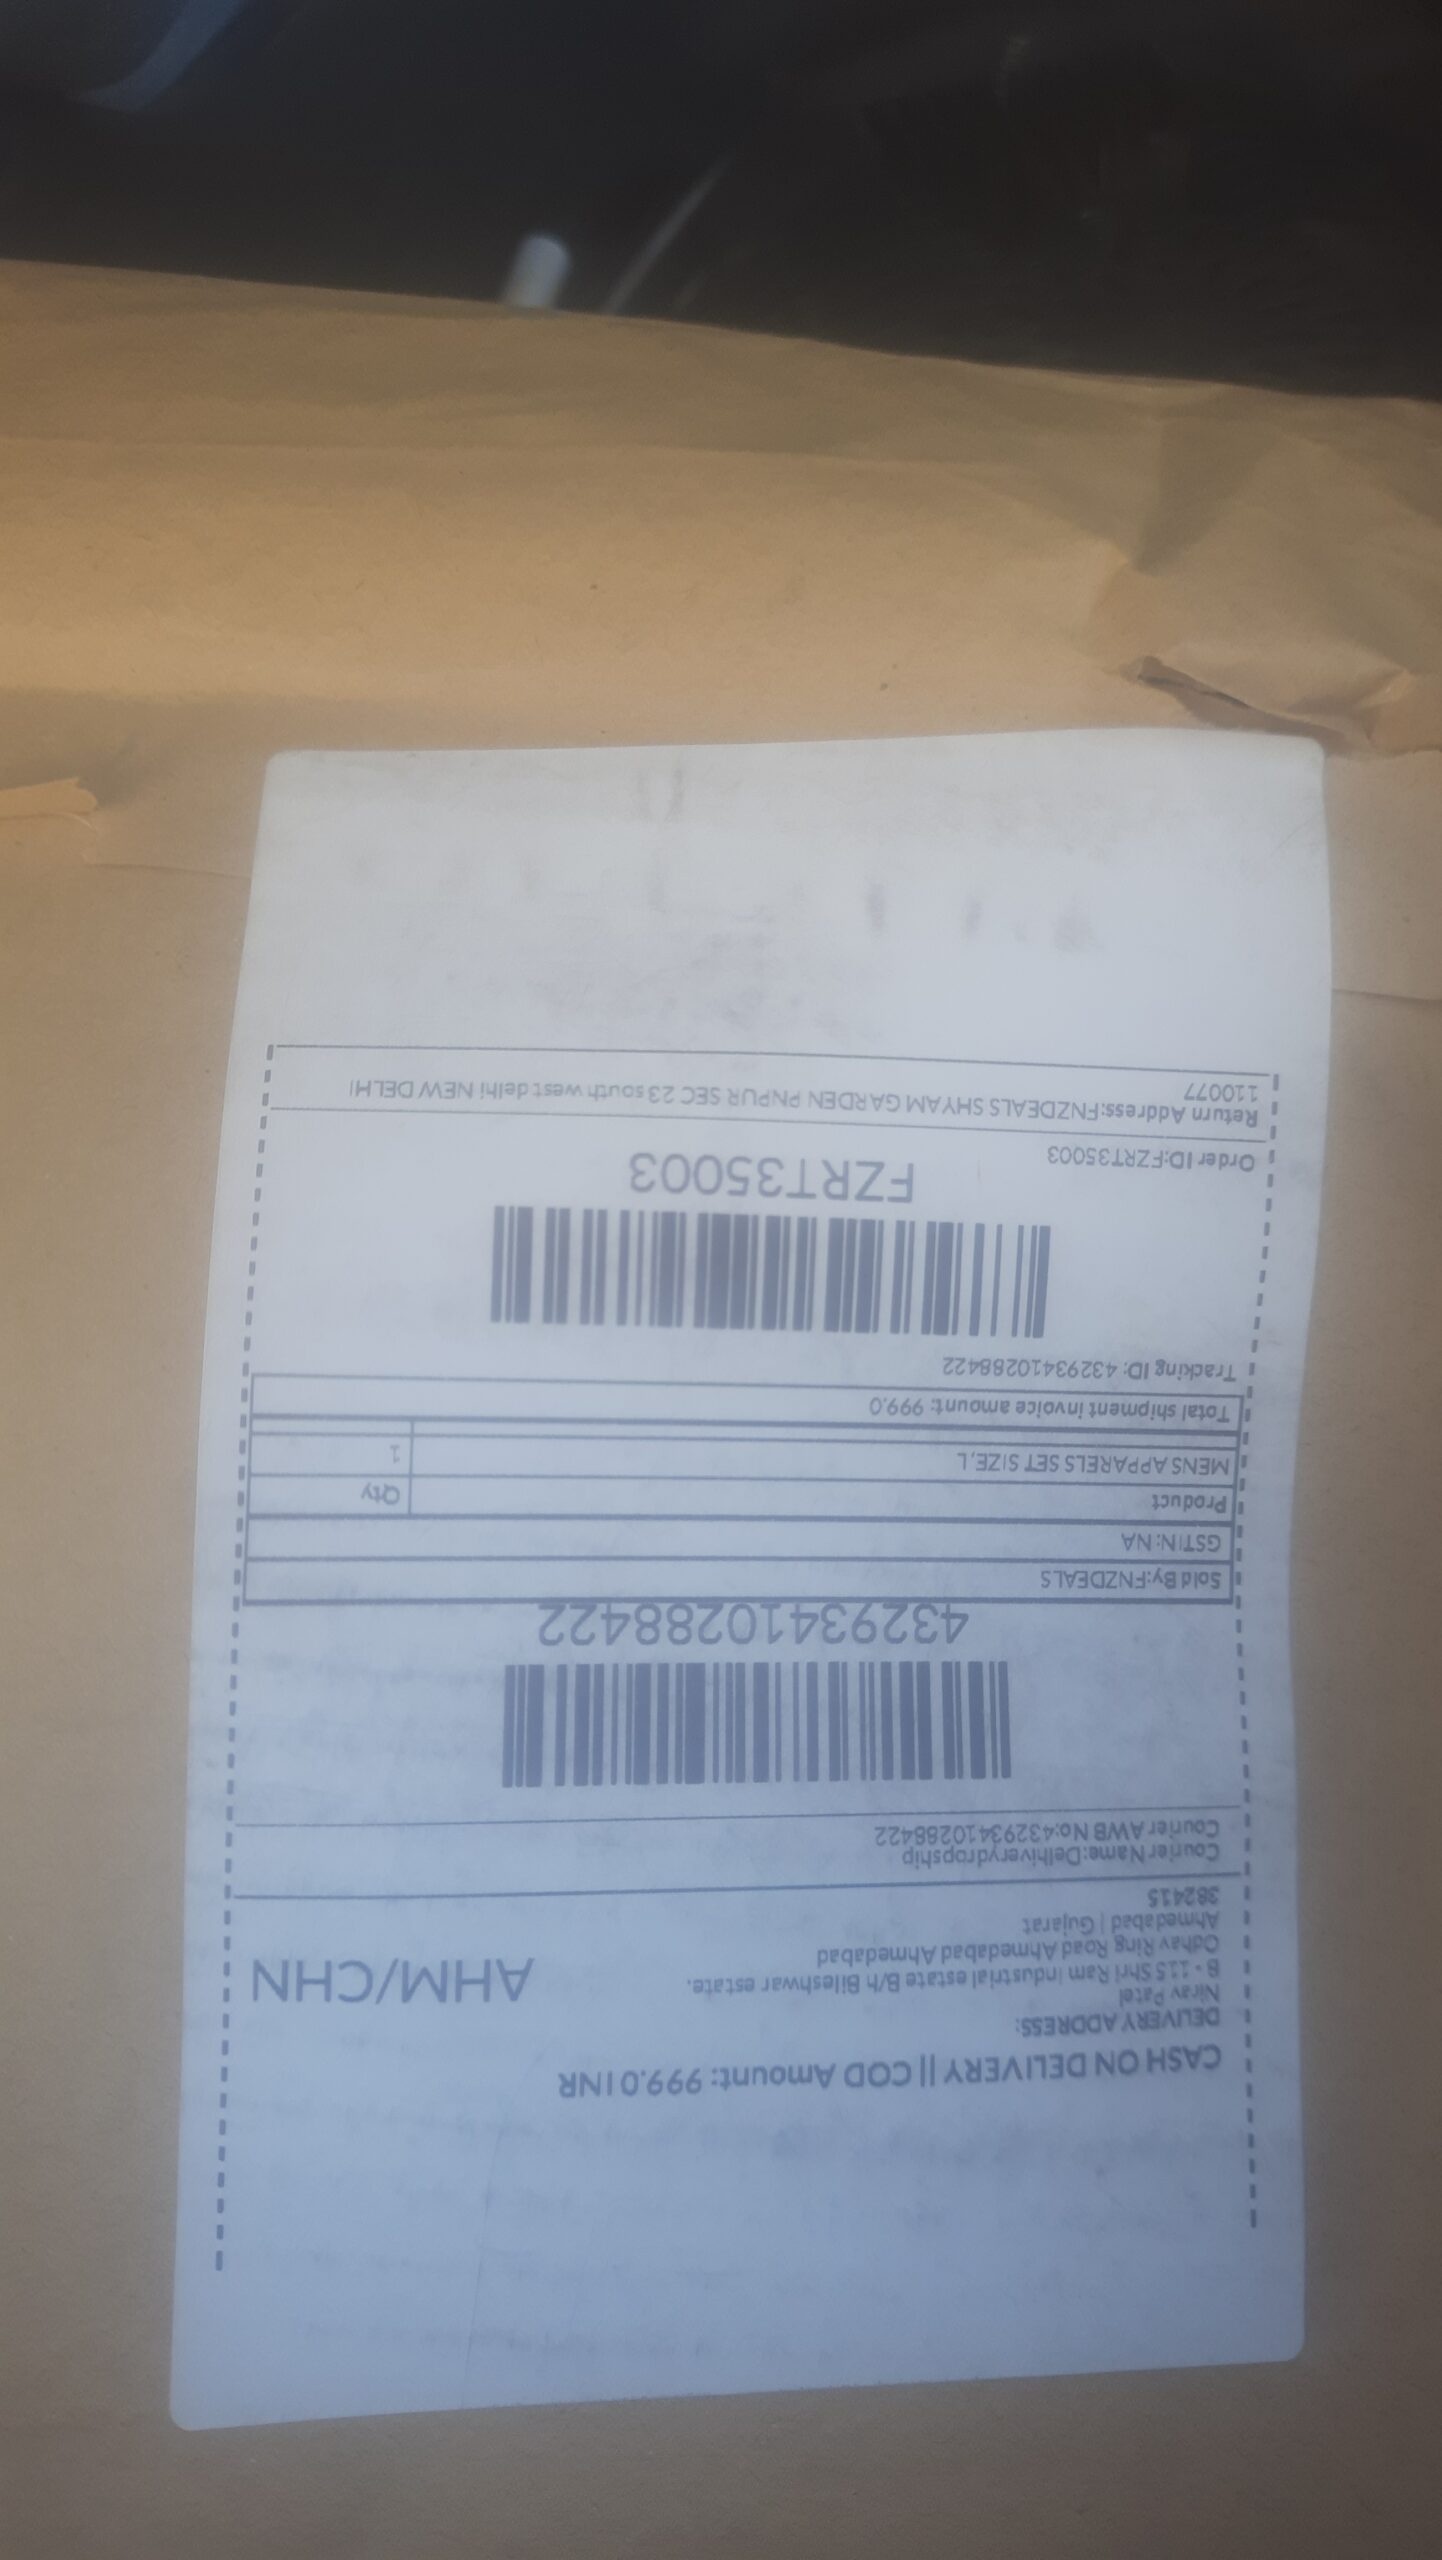 CASH ON DELIVERY || COD Amount: 999.0 INR
DELIVERY ADDRESS:
Nirav Patel
B - 115 Shri Ram Industrial estate B/h Bileshwar estate.
Odhav Ring Road Ahmedabad Ahmedabad
Ahmedabad | Gujarat
382415
AHM/CHN
Courier Name:Delhiverydropship
Courier AWB No:43293410288422
43293410288422
Sold By:FNZDEALS
GSTIN: NA
Product Qty
MENS APPARELS SET SIZE, L 1
Total shipment invoice amount: 999.0
Tracking ID: 43293410288422
FZRT35003
Order ID:FZRT35003
Return Address:FNZDEALS SHYAM GARDEN PNPUR SEC 23 south west delhi NEW DELHI
110077